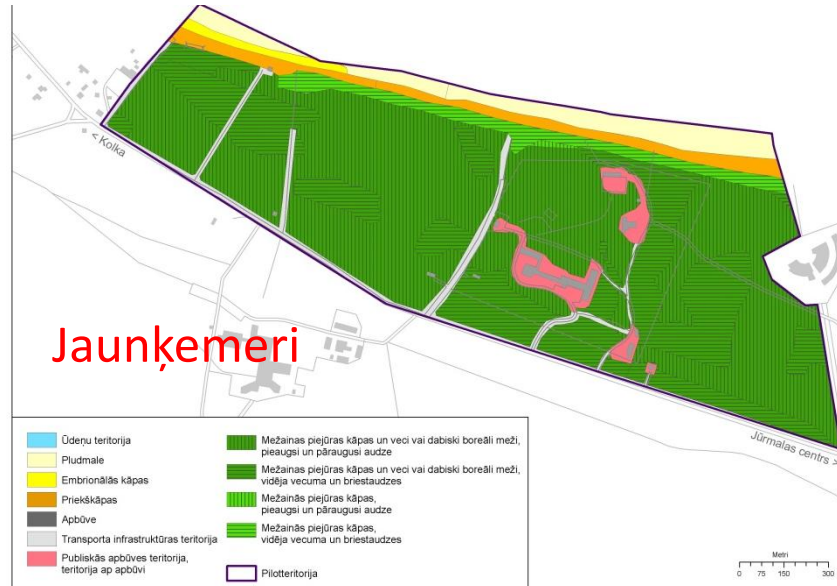 < Kolka
Jaunķemeri
Jūrmalas centrs >
Ūdeņu teritorija
Pludmale
Embrionālās kāpas
Priekškāpas
Apbūve
Transporta infrastruktūras teritorija
Publiskās apbūves teritorija,
teritorija ap apbūvi
Mežainas piejūras kāpas un veci vai dabiski boreāli meži,
pieaugsi un pāraugusi audze
Mežainas piejūras kāpas un veci vai dabiski boreāli meži,
vidēja vecuma un briestaudzes
Mežainās piejūras kāpas,
pieaugsi un pāraugusi audze
Mežainās piejūras kāpas,
vidēja vecuma un briestaudzes
Pilotteritorija
Metri
0 75 150 300